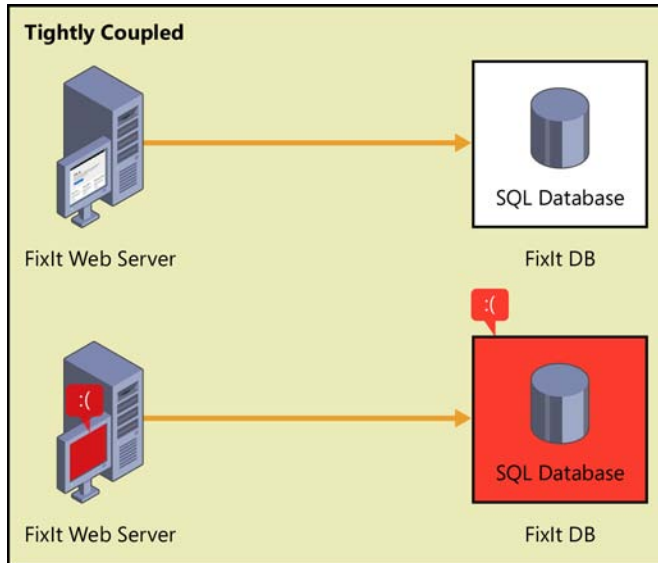 Tightly Coupled
SQL Database
FixIt Web Server
FixIt DB
:(
:(
SQL Database
FixIt Web Server
FixIt DB